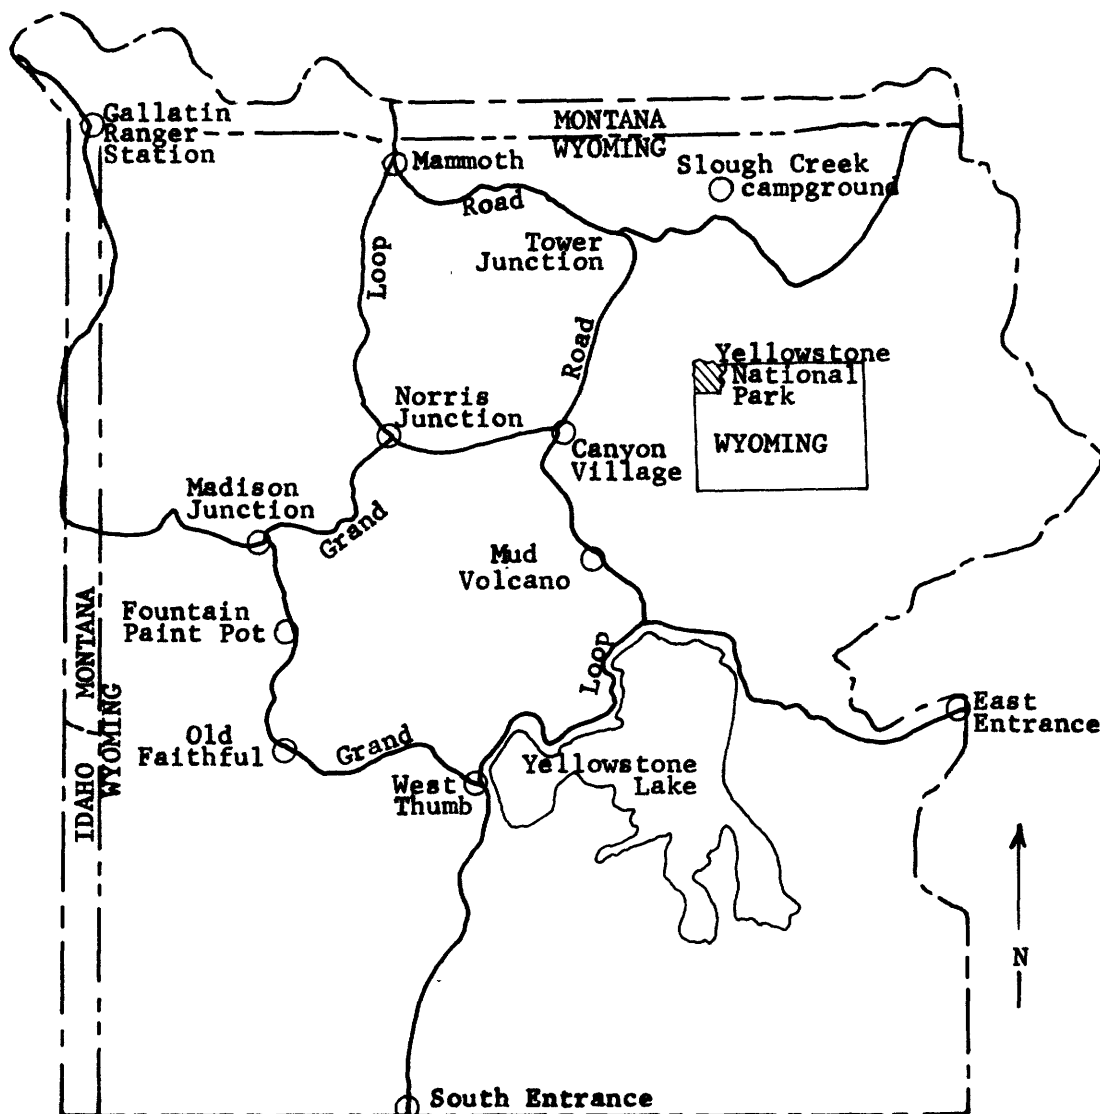 Gallatin
Ranger
Station
MONTANA
WYOMING
Mammoth
Slough Creek
campground
Road
Tower
Junction
Loop
Road
Yellowstone
National
Park
WYOMING
Norris
Junction
Canyon
Village
Madison
Junction
Grand
Mud
Volcano
Fountain
Paint Pot
MONTANA
WYOMING
IDAHO
Loop
East
Entrance
Old
Faithful
Grand
West
Thumb
Yellowstone
Lake
N
South Entrance